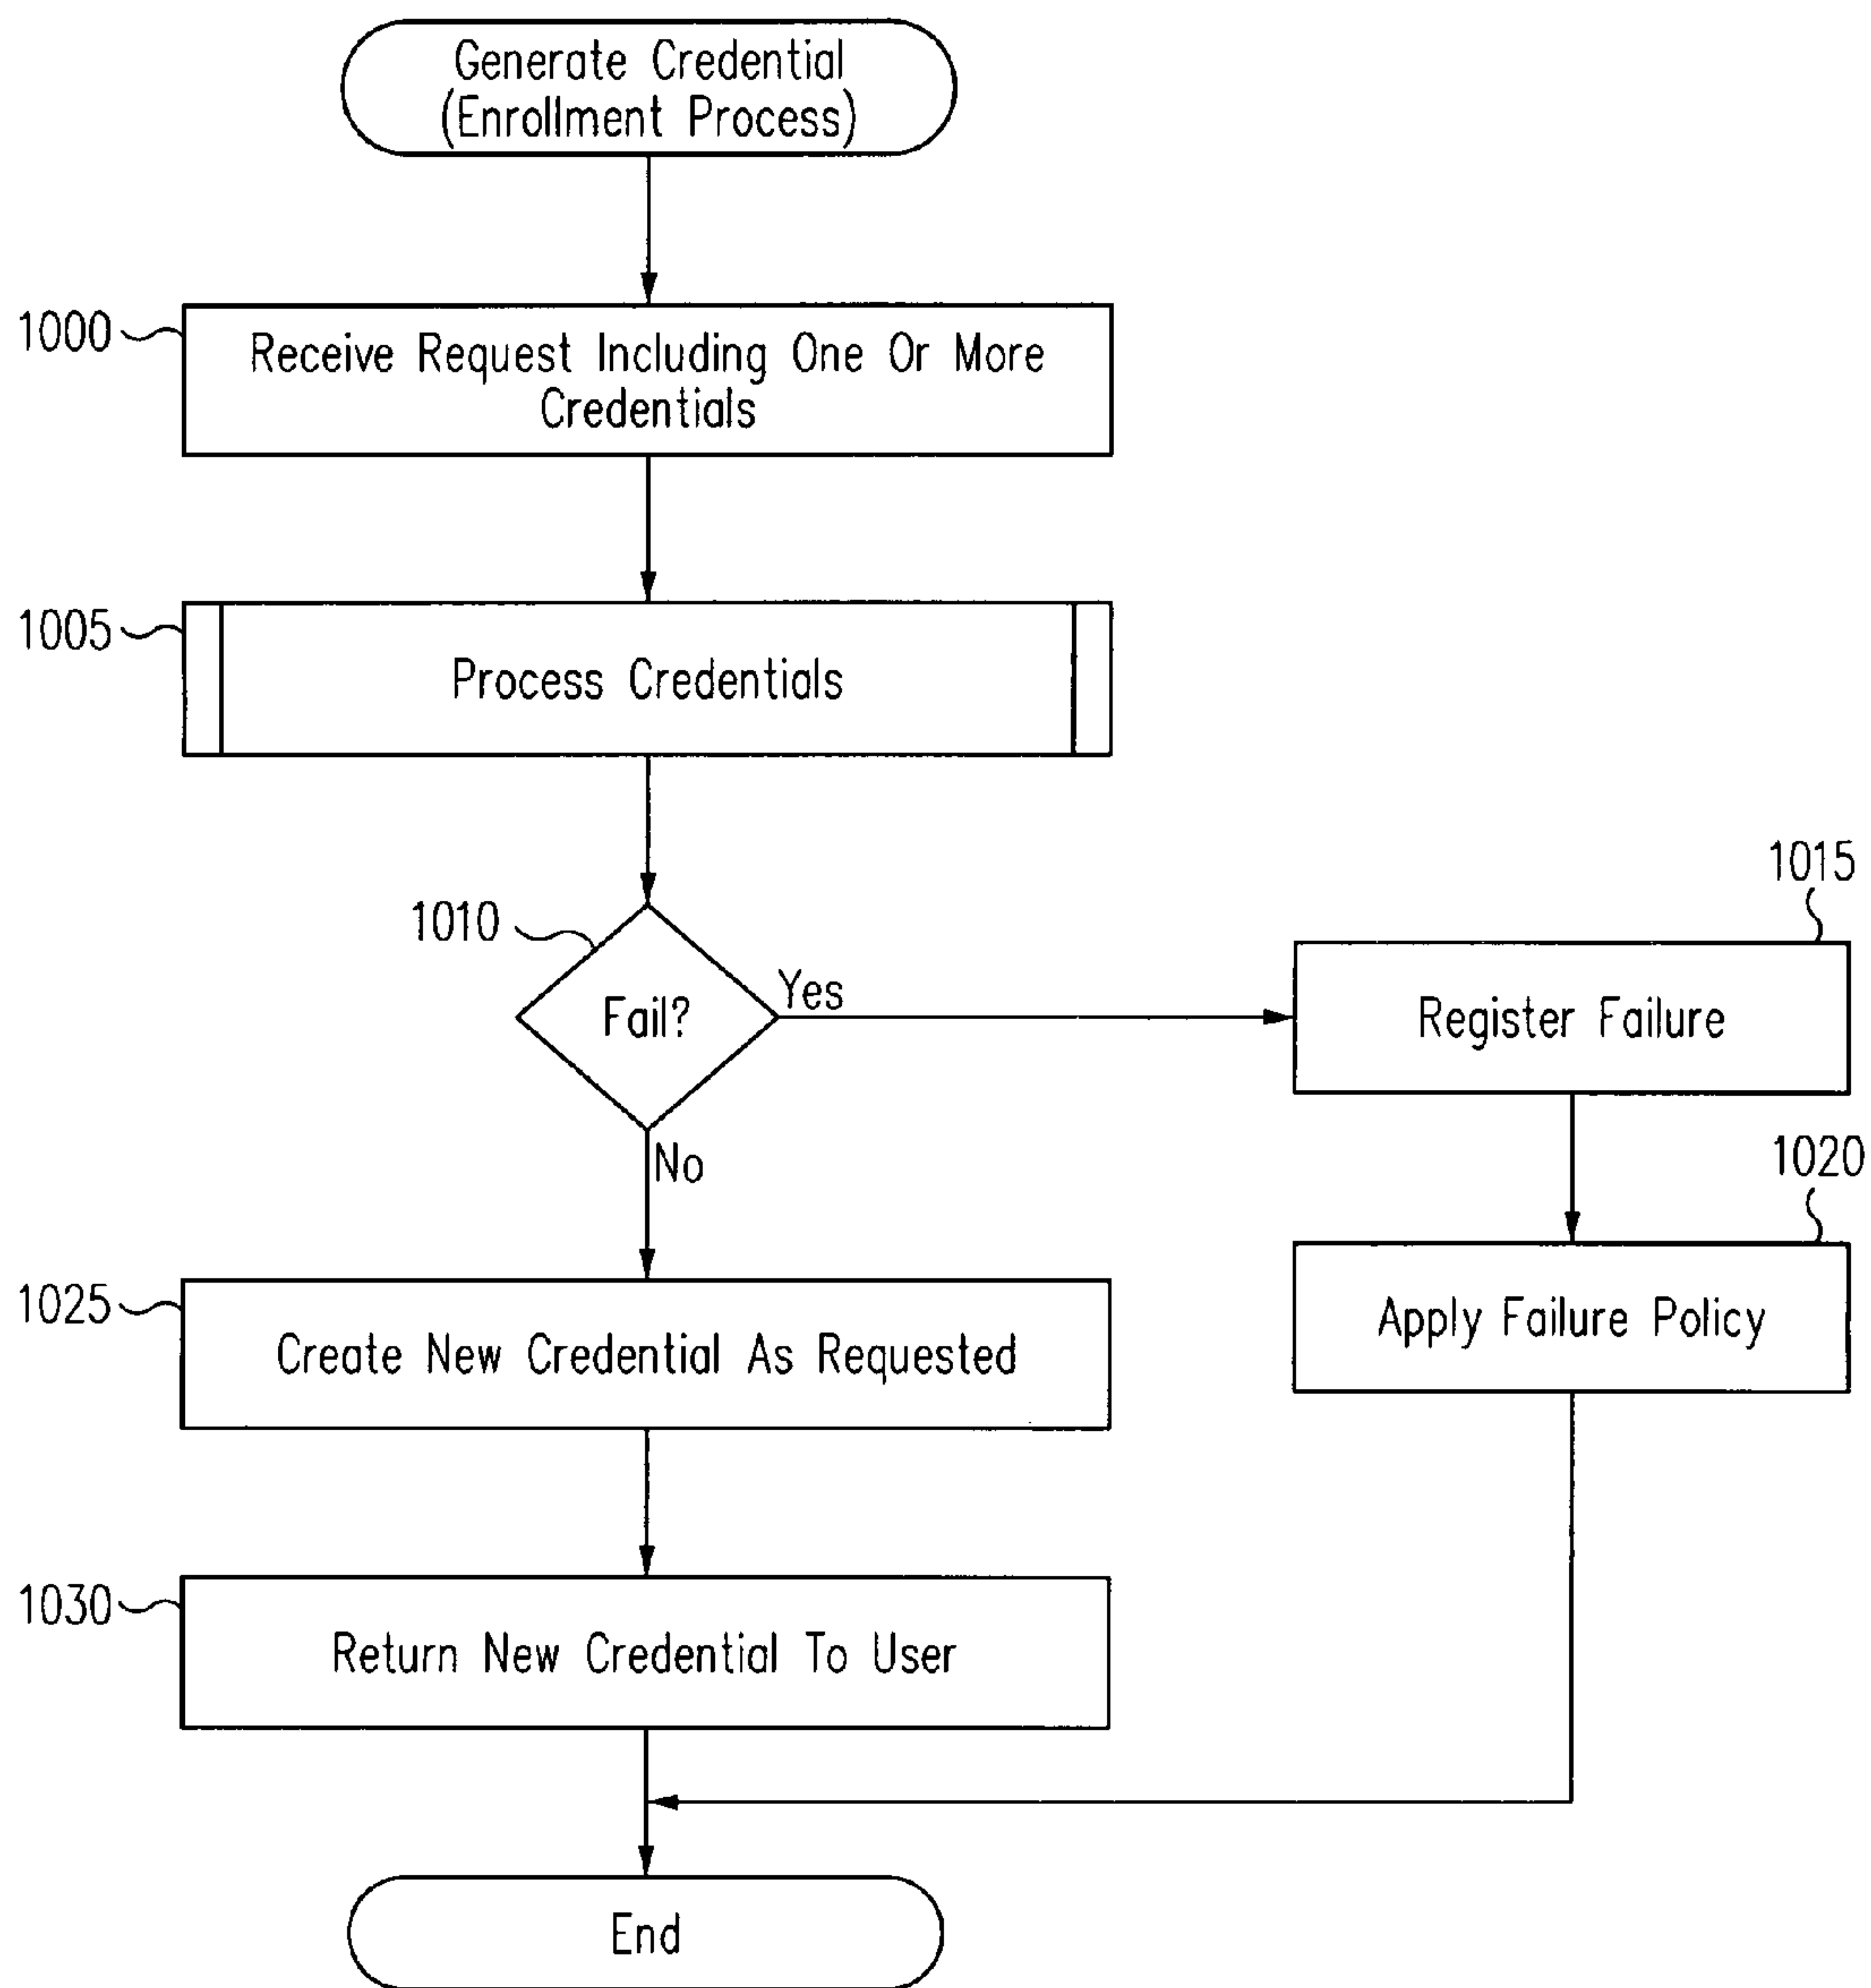 Generate Credential
(Enrollment Process)
1000
Receive Request Including One Or More
Credentials
1005
Process Credentials
1010
Fail?
Yes
No
1015
Register Failure
1020
Apply Failure Policy
1025
Create New Credential As Requested
1030
Return New Credential To User
End